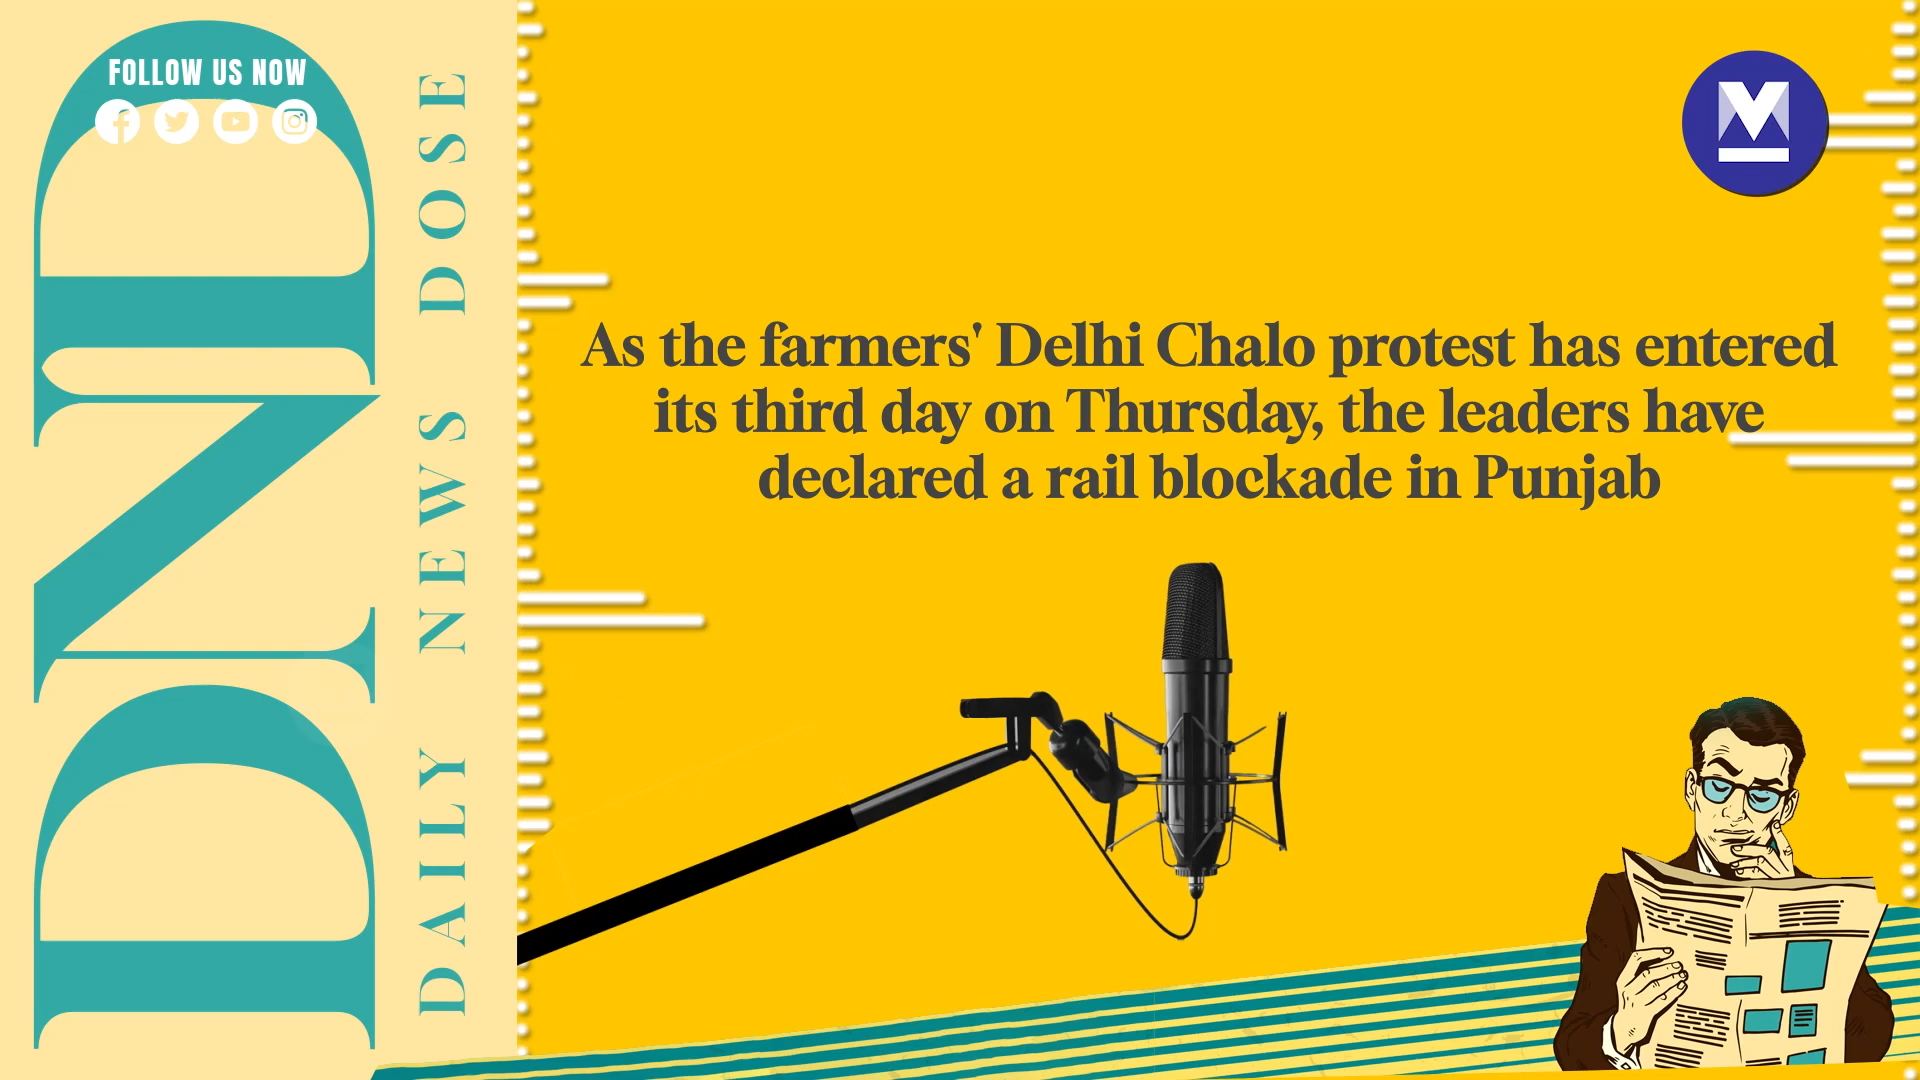 FOLLOW US NOW
DND
DAILY NEWS DOSE
M
As the farmers' Delhi Chalo protest has entered
its third day on Thursday, the leaders have
declared a rail blockade in Punjab